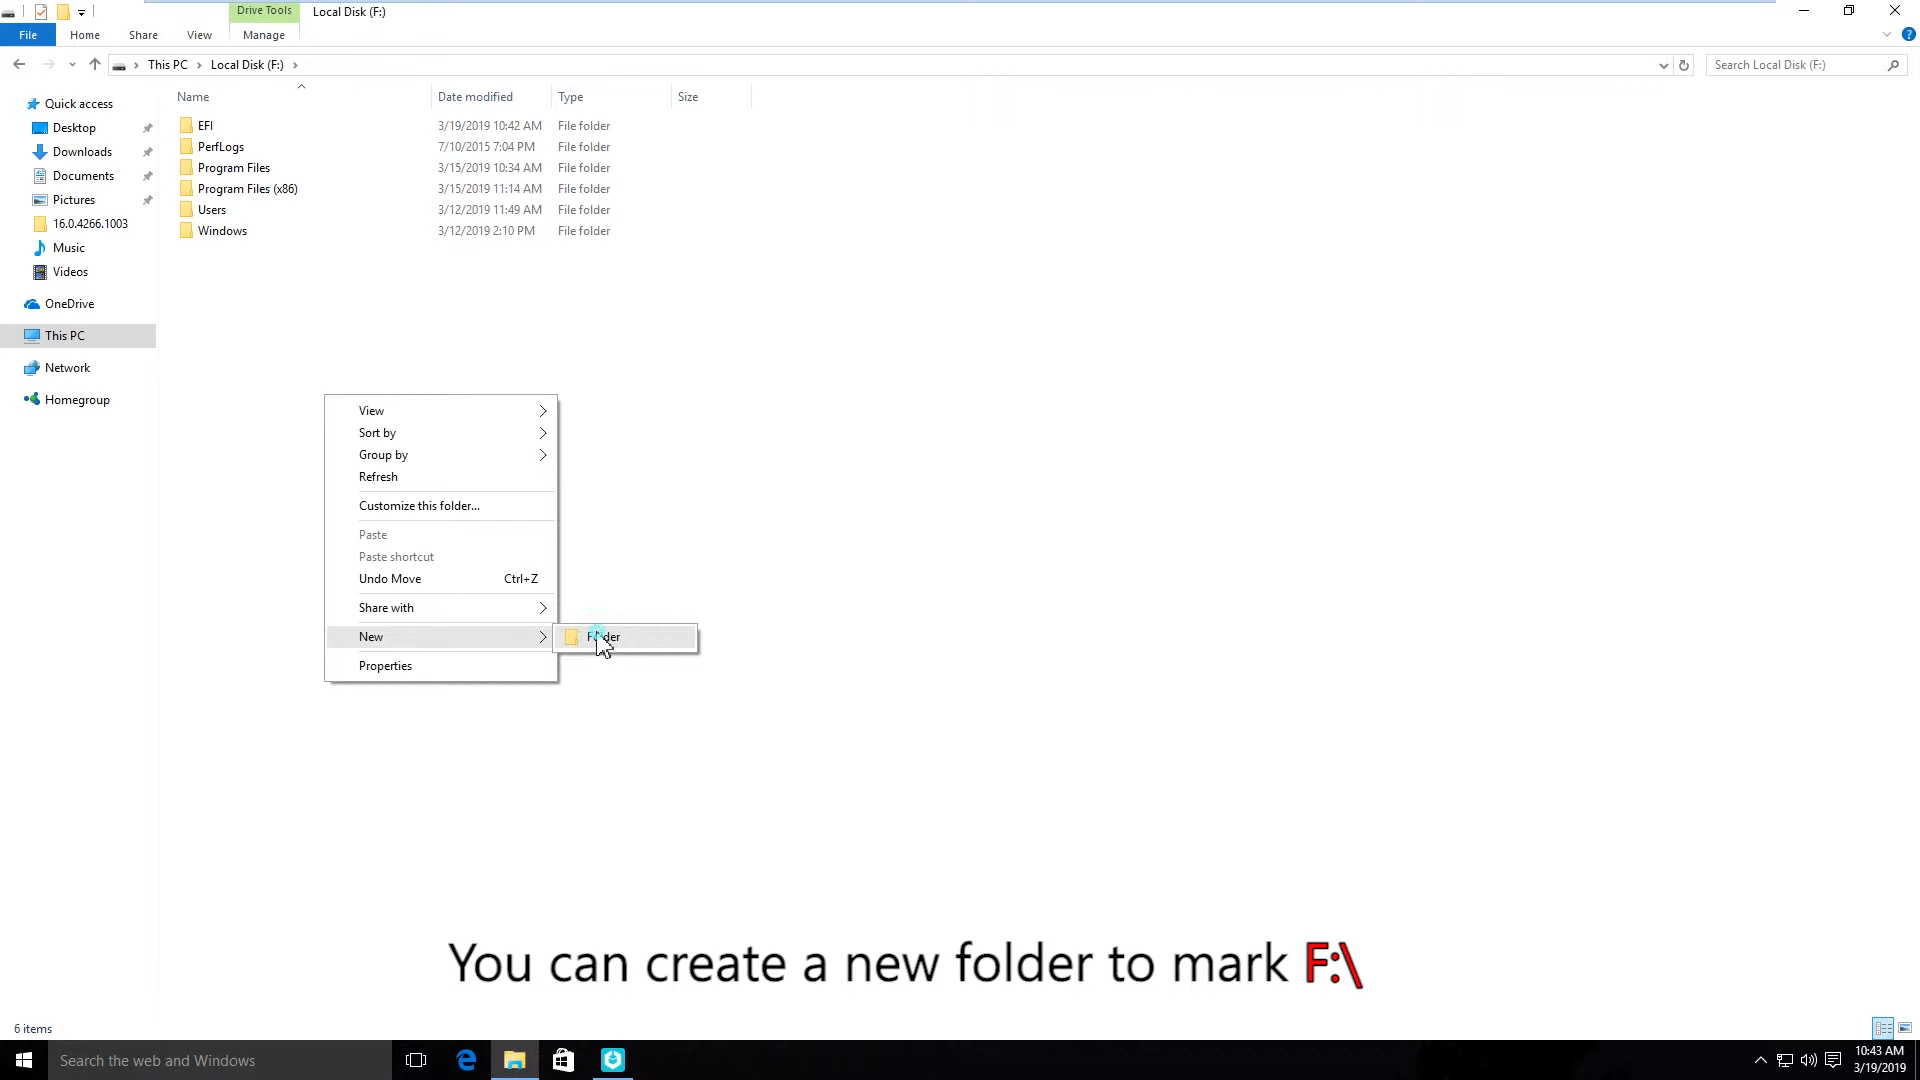 Drive Tools
Local Disk (F:)
File
Home
Share
View
Manage
This PC
Local Disk (F:)
Search Local Disk (F:)
Name
Date modified
Type
Size
Quick access
Desktop
Downloads
Documents
Pictures
16.0.4266.1003
Music
Videos
OneDrive
This PC
Network
Homegroup
EFI 3/19/2019 10:42 AM File folder
PerfLogs 7/10/2015 7:04 PM File folder
Program Files 3/15/2019 10:34 AM File folder
Program Files (x86) 3/15/2019 11:14 AM File folder
Users 3/12/2019 11:49 AM File folder
Windows 3/12/2019 2:10 PM File folder
View
Sort by
Group by
Refresh
Customize this folder...
Paste
Paste shortcut
Undo Move Ctrl+Z
Share with
New
Folder
Properties
You can create a new folder to mark F:\
6 items
Search the web and Windows
10:43 AM
3/19/2019